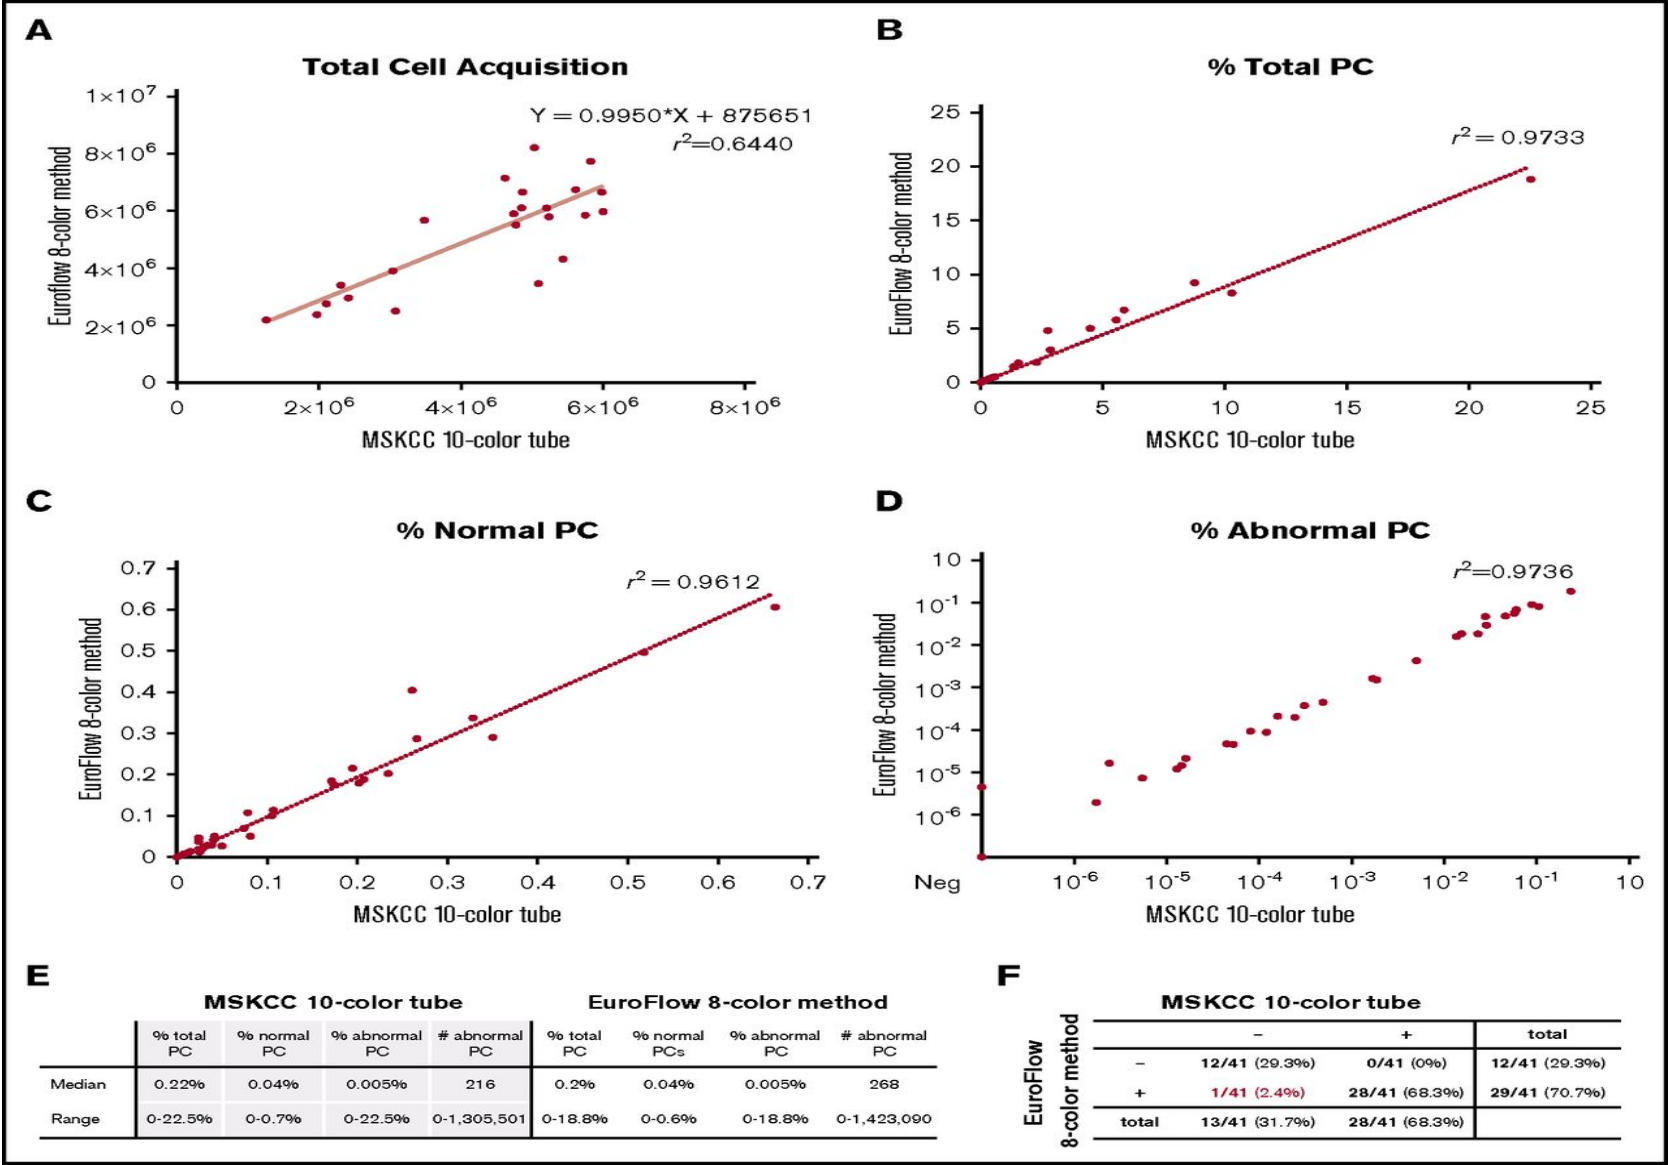 A
Total Cell Acquisition
Y = 0.9950*X + 875651
r²=0.6440
Euroflow 8-color method
1×10⁷
8×10⁶
6×10⁶
4×10⁶
2×10⁶
0
0 2×10⁶ 4×10⁶ 6×10⁶ 8×10⁶
MSKCC 10-color tube
B
% Total PC
r² = 0.9733
EuroFlow 8-color method
25
20
15
10
5
0
0 5 10 15 20 25
MSKCC 10-color tube
C
% Normal PC
r² = 0.9612
EuroFlow 8-color method
0.7
0.6
0.5
0.4
0.3
0.2
0.1
0
0 0.1 0.2 0.3 0.4 0.5 0.6 0.7
MSKCC 10-color tube
D
% Abnormal PC
r²=0.9736
EuroFlow 8-color method
10
10⁻¹
10⁻²
10⁻³
10⁻⁴
10⁻⁵
10⁻⁶
Neg 10⁻⁶ 10⁻⁵ 10⁻⁴ 10⁻³ 10⁻² 10⁻¹ 10
MSKCC 10-color tube
E
MSKCC 10-color tube EuroFlow 8-color method
% total % normal % abnormal # abnormal % total % normal % abnormal # abnormal
PC PC PC PC PC PCs PC PC
Median 0.22% 0.04% 0.005% 216 0.2% 0.04% 0.005% 268
Range 0-22.5% 0-0.7% 0-22.5% 0-1,305,501 0-18.8% 0-0.6% 0-18.8% 0-1,423,090
F
MSKCC 10-color tube
EuroFlow
8-color method
− + total
− 12/41 (29.3%) 0/41 (0%) 12/41 (29.3%)
+ 1/41 (2.4%) 28/41 (68.3%) 29/41 (70.7%)
total 13/41 (31.7%) 28/41 (68.3%)